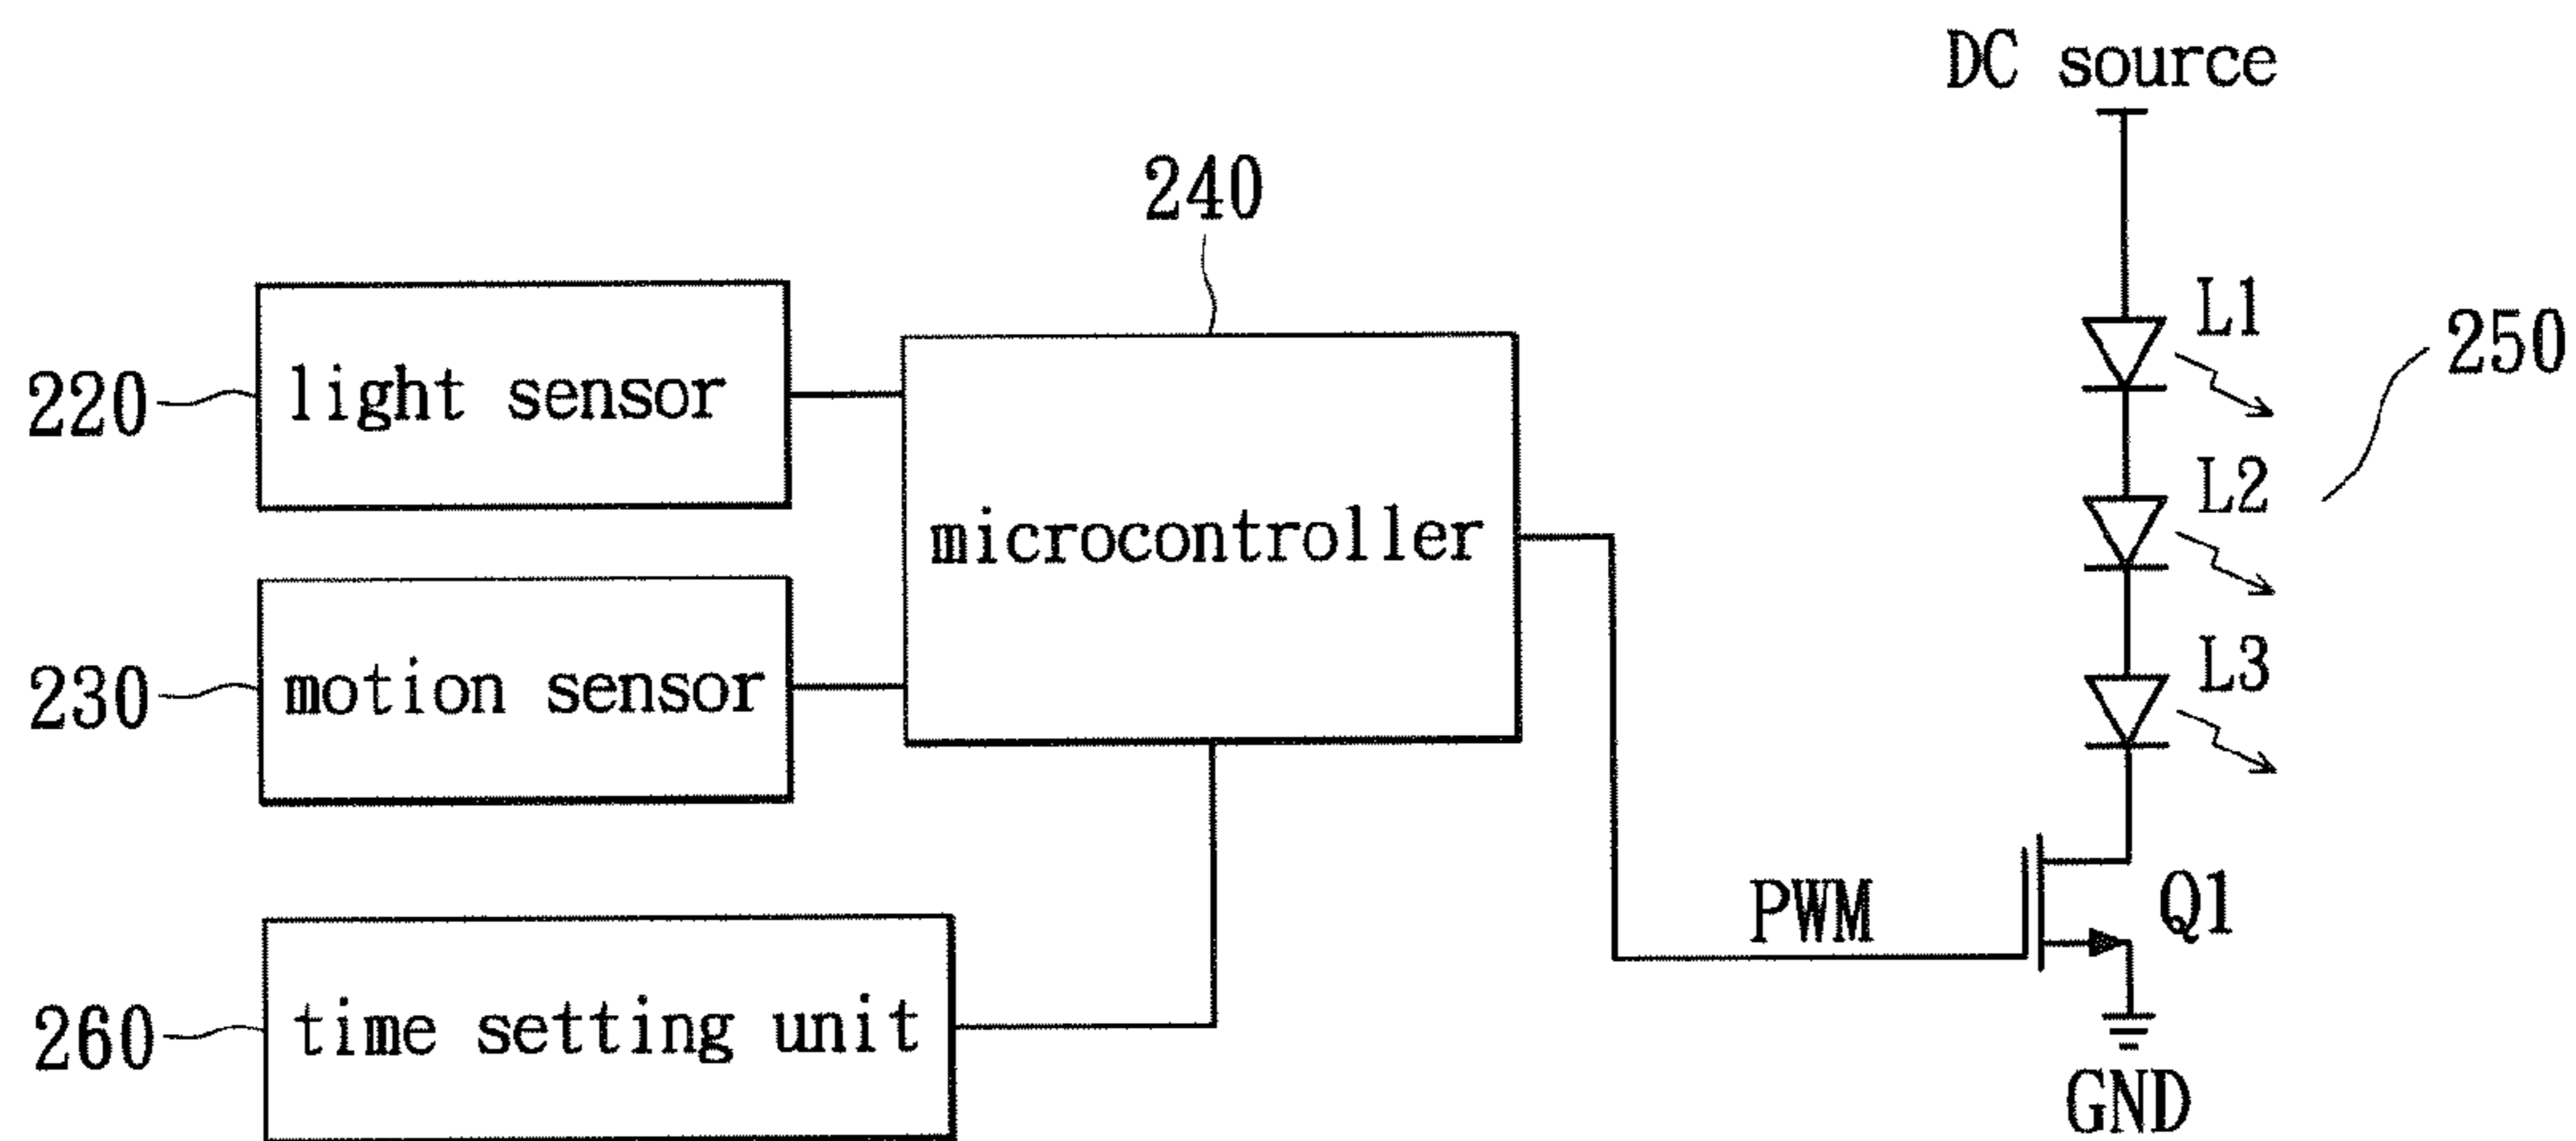 DC source
240
L1
250
220
light sensor
L2
microcontroller
L3
230
motion sensor
PWM
Q1
260
time setting unit
GND